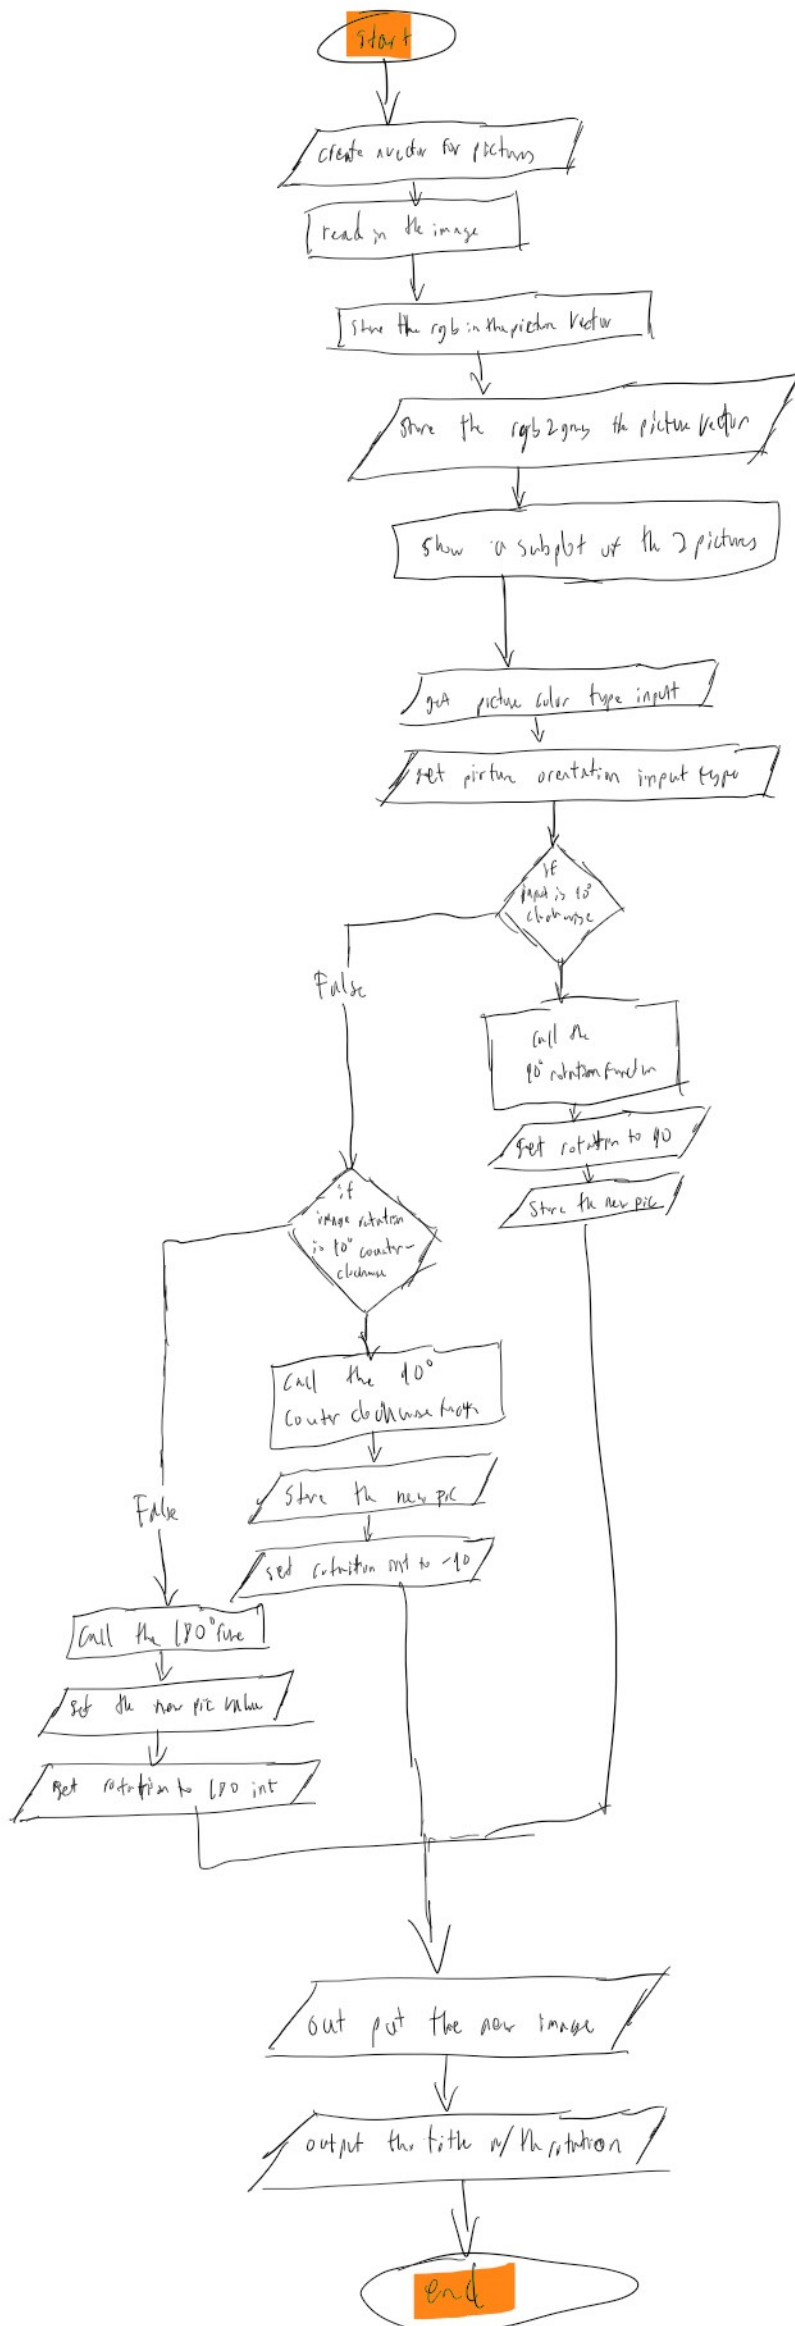 start
create a vector for pictures
read in the image
store the rgb in the picture vector
store the rgb2gray the picture vector
show a subplot of the 2 pictures
get picture color type input
get picture orentation input type
if
input is 90°
clockwise
False
call the
90° rotation function
set rotation to 90
Store the new pic
if
image rotation
is 90° counter-
clockwise
call the 90°
counter clockwise
Store the new pic
set rotation int to -90
False
call the 180° func
set the new pic value
set rotation to 180 int
out put the new image
output the title w/ the rotation
end